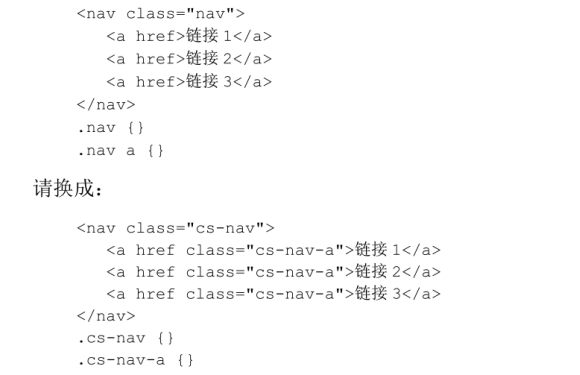 <nav class="nav">
   <a href>链接 1</a>
   <a href>链接 2</a>
   <a href>链接 3</a>
</nav>
.nav {}
.nav a {}
请换成：
<nav class="cs-nav">
   <a href class="cs-nav-a">链接 1</a>
   <a href class="cs-nav-a">链接 2</a>
   <a href class="cs-nav-a">链接 3</a>
</nav>
.cs-nav {}
.cs-nav-a {}